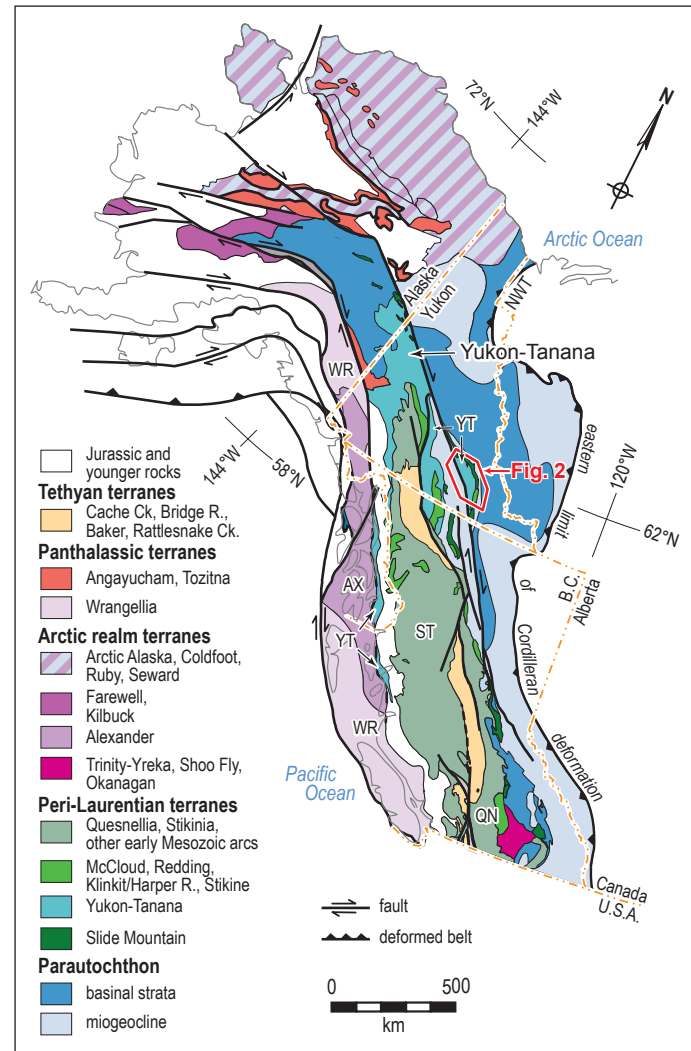 72°N
144°W
N
Arctic Ocean
Alaska
Yukon
NWT
Yukon-Tanana
WR
YT
Fig. 2
144°W
58°N
120°W
62°N
eastern
limit
of
Cordilleran
deformation
B.C.
Alberta
AX
ST
YT
WR
QN
Pacific
Ocean
Canada
U.S.A.
Jurassic and
younger rocks
Tethyan terranes
Cache Ck, Bridge R.,
Baker, Rattlesnake Ck.
Panthalassic terranes
Angayucham, Tozitna
Wrangellia
Arctic realm terranes
Arctic Alaska, Coldfoot,
Ruby, Seward
Farewell,
Kilbuck
Alexander
Trinity-Yreka, Shoo Fly,
Okanagan
Peri-Laurentian terranes
Quesnellia, Stikinia,
other early Mesozoic arcs
McCloud, Redding,
Klinkit/Harper R., Stikine
Yukon-Tanana
Slide Mountain
Parautochthon
basinal strata
miogeocline
fault
deformed belt
0 500
km